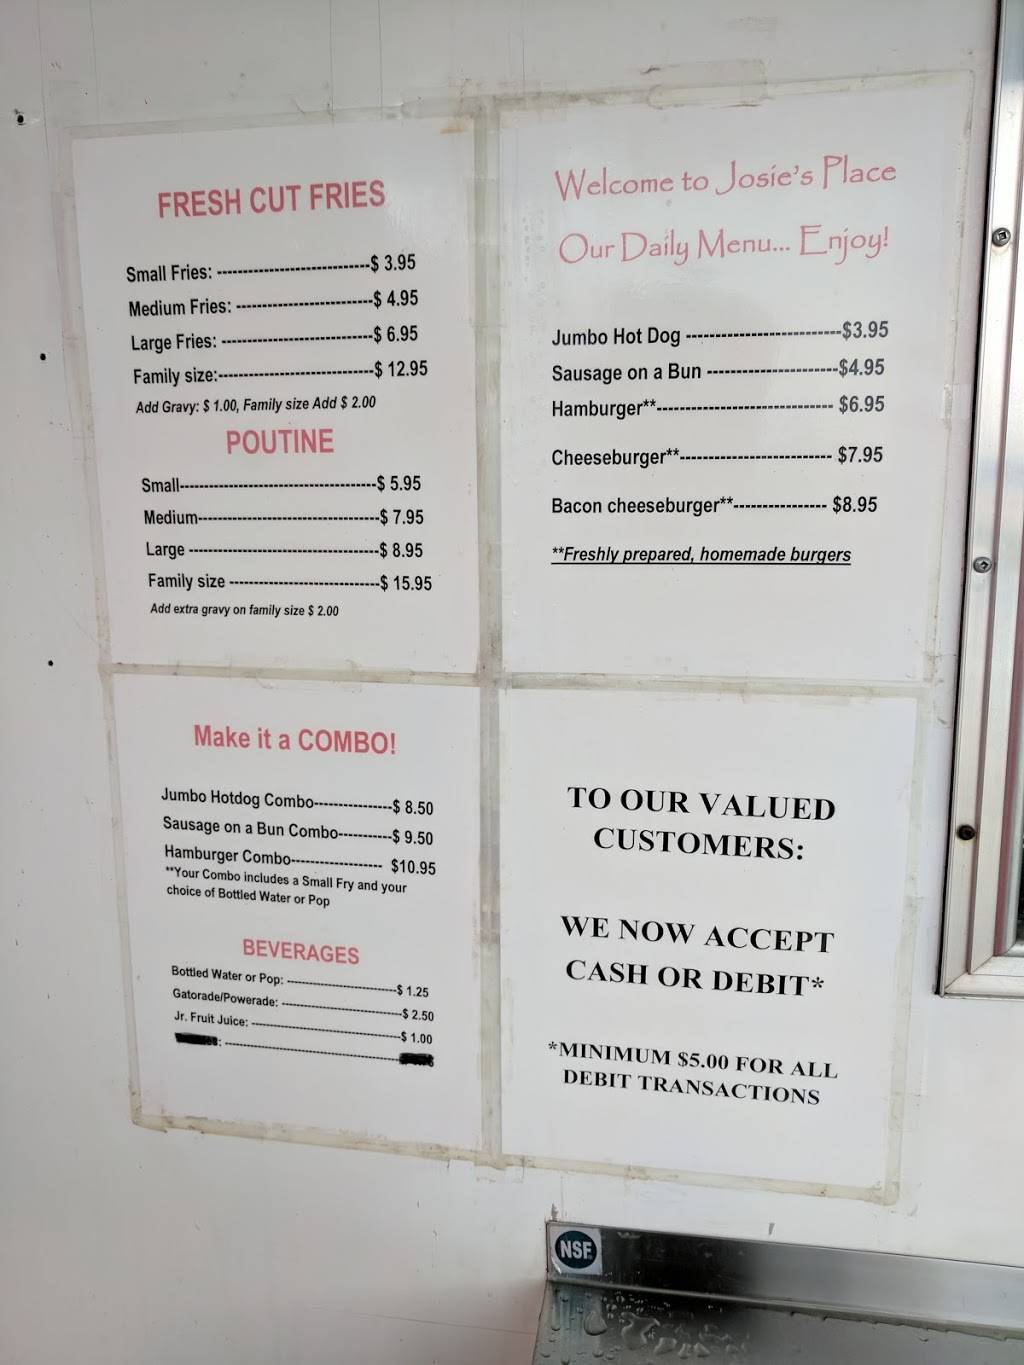 FRESH CUT FRIES
Small Fries: -----------------------------$ 3.95
Medium Fries: --------------------------$ 4.95
Large Fries: -----------------------------$ 6.95
Family size:------------------------------$ 12.95
Add Gravy: $ 1.00, Family size Add $ 2.00
POUTINE
Small--------------------------------------$ 5.95
Medium-----------------------------------$ 7.95
Large -------------------------------------$ 8.95
Family size -----------------------------$ 15.95
Add extra gravy on family size $ 2.00
Welcome to Josie's Place
Our Daily Menu... Enjoy!
Jumbo Hot Dog -----------------------------$3.95
Sausage on a Bun -------------------------$4.95
Hamburger**---------------------------------- $6.95
Cheeseburger**----------------------------- $7.95
Bacon cheeseburger**----------------- $8.95
**Freshly prepared, homemade burgers
Make it a COMBO!
Jumbo Hotdog Combo---------------$ 8.50
Sausage on a Bun Combo----------$ 9.50
Hamburger Combo------------------ $10.95
**Your Combo includes a Small Fry and your
choice of Bottled Water or Pop
BEVERAGES
Bottled Water or Pop: -------------------------$ 1.25
Gatorade/Powerade: ---------------------------$ 2.50
Jr. Fruit Juice: ----------------------------------$ 1.00
TO OUR VALUED
CUSTOMERS:
WE NOW ACCEPT
CASH OR DEBIT*
*MINIMUM $5.00 FOR ALL
DEBIT TRANSACTIONS
NSF